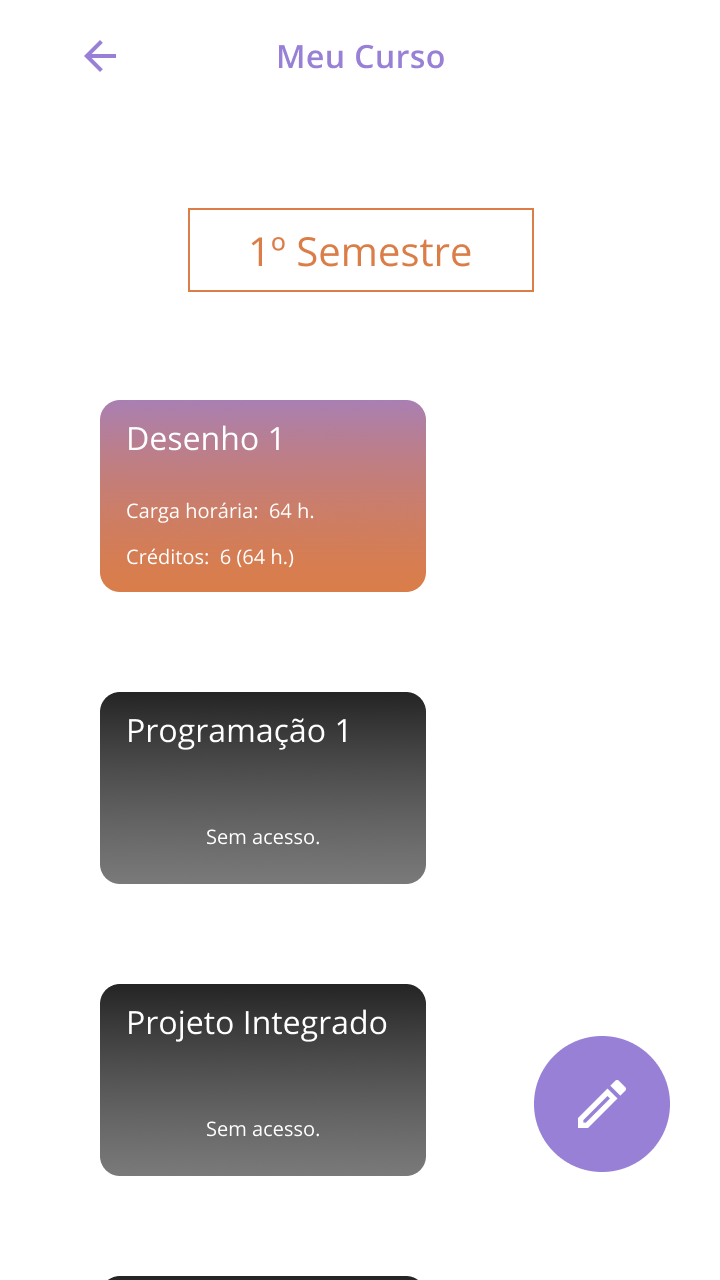 Meu Curso
1º Semestre
Desenho 1
Carga horária: 64 h.
Créditos: 6 (64 h.)
Programação 1
Sem acesso.
Projeto Integrado
Sem acesso.